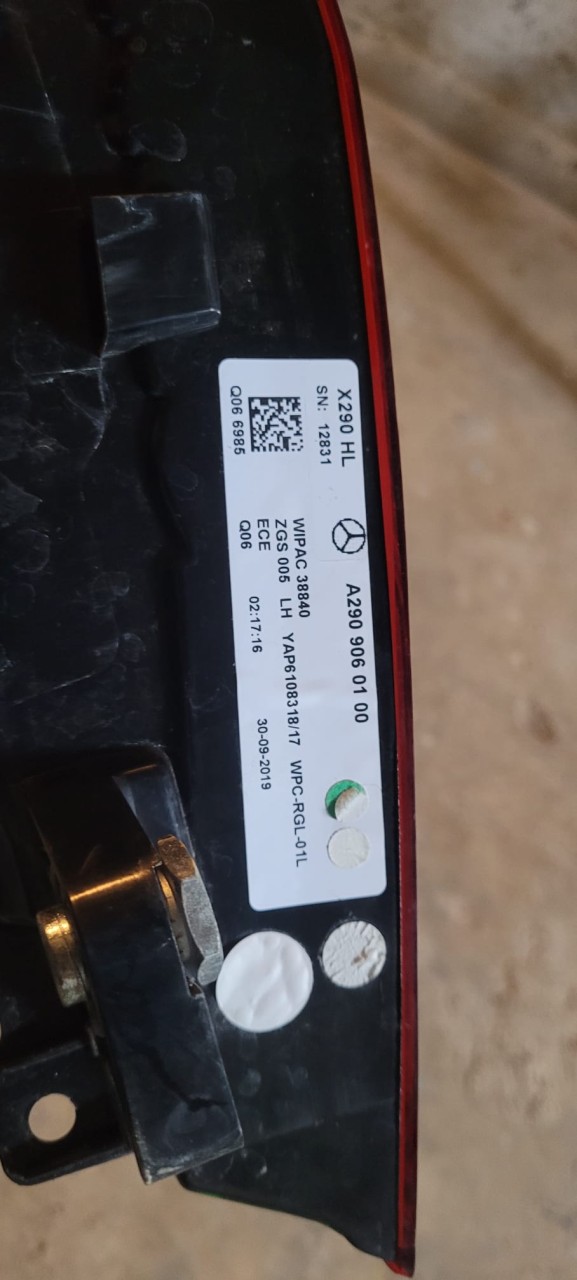 X290 HL
A290 906 01 00
SN: 12831
WIPAC 38840
ZGS 005 LH YAP6108318/17 WPC-RGL-01L
ECE 02:17:16 30-09-2019
Q06 6985
Q06